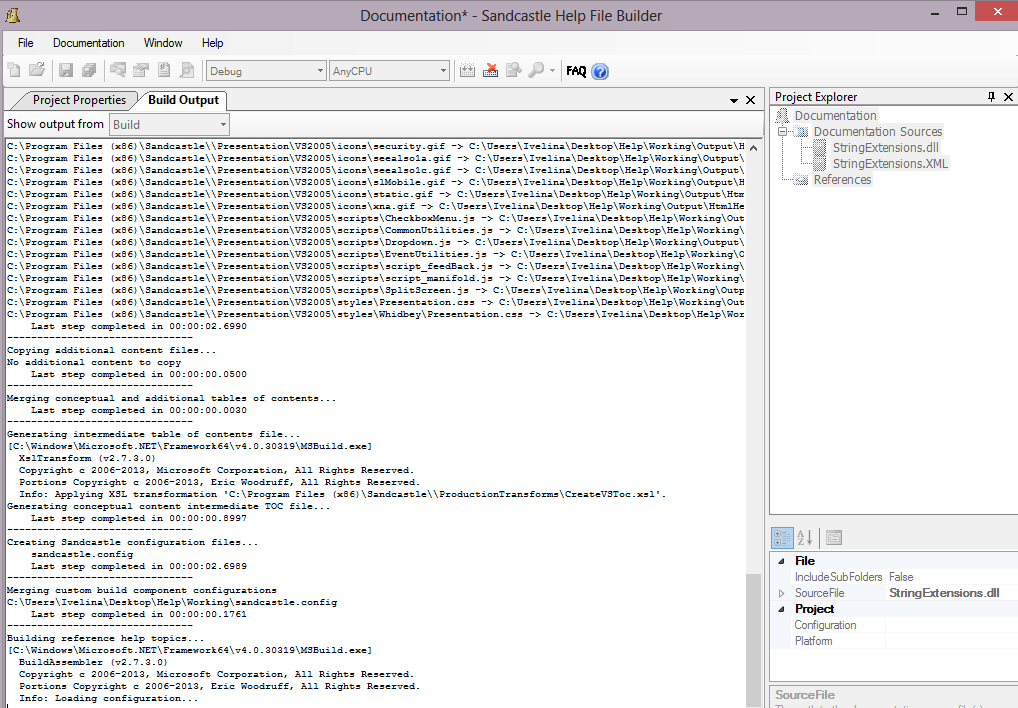 Documentation* - Sandcastle Help File Builder
File Documentation Window Help
Debug AnyCPU FAQ
Project Properties Build Output
Show output from Build
C:\Program Files (x86)\Sandcastle\\Presentation\VS2005\icons\security.gif -> C:\Users\Ivelina\Desktop\Help\Working\Output\H
C:\Program Files (x86)\Sandcastle\\Presentation\VS2005\icons\seealso1a.gif -> C:\Users\Ivelina\Desktop\Help\Working\Output\
C:\Program Files (x86)\Sandcastle\\Presentation\VS2005\icons\seealso1c.gif -> C:\Users\Ivelina\Desktop\Help\Working\Output\
C:\Program Files (x86)\Sandcastle\\Presentation\VS2005\icons\slMobile.gif -> C:\Users\Ivelina\Desktop\Help\Working\Output\H
C:\Program Files (x86)\Sandcastle\\Presentation\VS2005\icons\static.gif -> C:\Users\Ivelina\Desktop\Help\Working\Output\Htm
C:\Program Files (x86)\Sandcastle\\Presentation\VS2005\icons\xna.gif -> C:\Users\Ivelina\Desktop\Help\Working\Output\HtmlHe
C:\Program Files (x86)\Sandcastle\\Presentation\VS2005\scripts\CheckboxMenu.js -> C:\Users\Ivelina\Desktop\Help\Working\Out
C:\Program Files (x86)\Sandcastle\\Presentation\VS2005\scripts\CommonUtilities.js -> C:\Users\Ivelina\Desktop\Help\Working\
C:\Program Files (x86)\Sandcastle\\Presentation\VS2005\scripts\Dropdown.js -> C:\Users\Ivelina\Desktop\Help\Working\Output\
C:\Program Files (x86)\Sandcastle\\Presentation\VS2005\scripts\EventUtilities.js -> C:\Users\Ivelina\Desktop\Help\Working\O
C:\Program Files (x86)\Sandcastle\\Presentation\VS2005\scripts\script_feedBack.js -> C:\Users\Ivelina\Desktop\Help\Working\
C:\Program Files (x86)\Sandcastle\\Presentation\VS2005\scripts\script_manifold.js -> C:\Users\Ivelina\Desktop\Help\Working\
C:\Program Files (x86)\Sandcastle\\Presentation\VS2005\scripts\SplitScreen.js -> C:\Users\Ivelina\Desktop\Help\Working\Outp
C:\Program Files (x86)\Sandcastle\\Presentation\VS2005\styles\Presentation.css -> C:\Users\Ivelina\Desktop\Help\Working\Out
C:\Program Files (x86)\Sandcastle\\Presentation\VS2005\styles\Whidbey\Presentation.css -> C:\Users\Ivelina\Desktop\Help\Wor
Last step completed in 00:00:02.6990
-------------------------------
Copying additional content files...
No additional content to copy
Last step completed in 00:00:00.0500
-------------------------------
Merging conceptual and additional tables of contents...
Last step completed in 00:00:00.0030
-------------------------------
Generating intermediate table of contents file...
[C:\Windows\Microsoft.NET\Framework64\v4.0.30319\MSBuild.exe]
XslTransform (v2.7.3.0)
Copyright c 2006-2013, Microsoft Corporation, All Rights Reserved.
Portions Copyright c 2006-2013, Eric Woodruff, All Rights Reserved.
Info: Applying XSL transformation 'C:\Program Files (x86)\Sandcastle\\ProductionTransforms\CreateVSToc.xsl'.
Generating conceptual content intermediate TOC file...
Last step completed in 00:00:00.8997
-------------------------------
Creating Sandcastle configuration files...
sandcastle.config
Last step completed in 00:00:02.6989
-------------------------------
Merging custom build component configurations
C:\Users\Ivelina\Desktop\Help\Working\sandcastle.config
Last step completed in 00:00:00.1761
-------------------------------
Building reference help topics...
[C:\Windows\Microsoft.NET\Framework64\v4.0.30319\MSBuild.exe]
BuildAssembler (v2.7.3.0)
Copyright c 2006-2013, Microsoft Corporation, All Rights Reserved.
Portions Copyright c 2006-2013, Eric Woodruff, All Rights Reserved.
Info: Loading configuration...
Project Explorer
Documentation
Documentation Sources
StringExtensions.dll
StringExtensions.XML
References
File
IncludeSubFolders False
SourceFile StringExtensions.dll
Project
Configuration
Platform
SourceFile